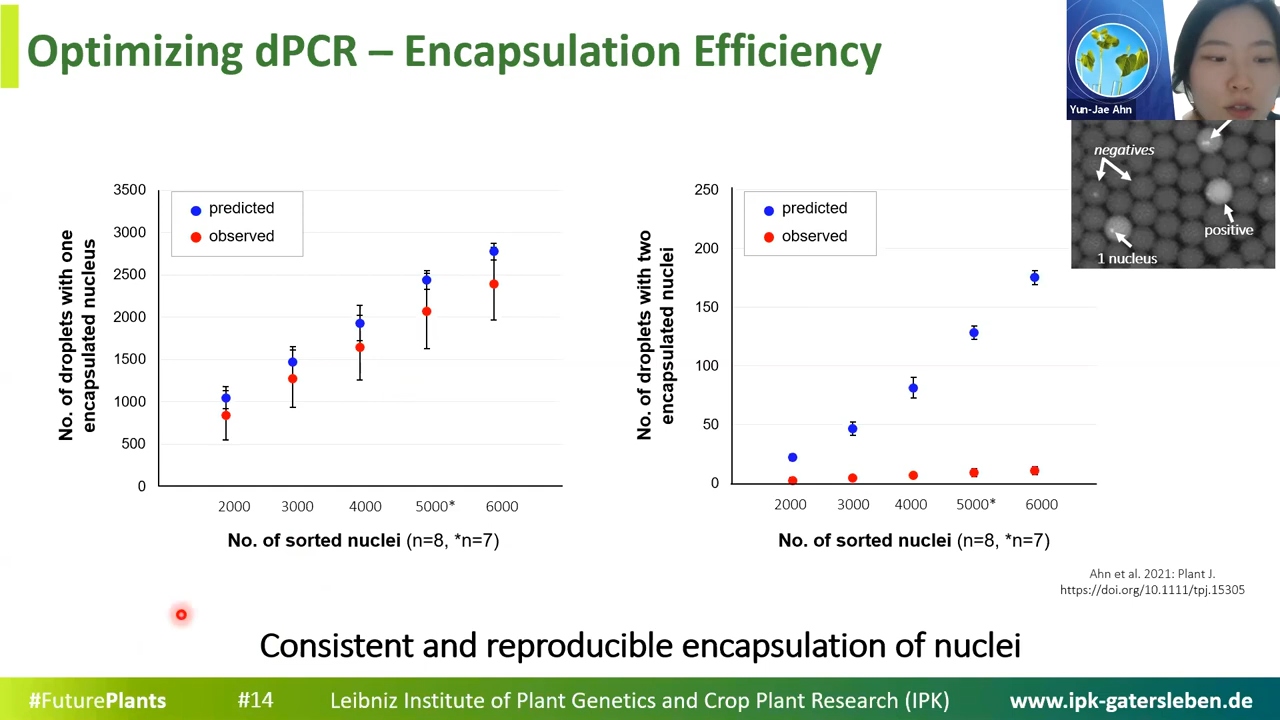 Optimizing dPCR – Encapsulation Efficiency
Yun-Jae Ahn
negatives
positive
1 nucleus
No. of droplets with one
encapsulated nucleus
3500
3000
2500
2000
1500
1000
500
0
predicted
observed
2000 3000 4000 5000* 6000
No. of sorted nuclei (n=8, *n=7)
No. of droplets with two
encapsulated nuclei
250
200
150
100
50
0
predicted
observed
2000 3000 4000 5000* 6000
No. of sorted nuclei (n=8, *n=7)
Ahn et al. 2021: Plant J.
https://doi.org/10.1111/tpj.15305
Consistent and reproducible encapsulation of nuclei
#FuturePlants #14 Leibniz Institute of Plant Genetics and Crop Plant Research (IPK) www.ipk-gatersleben.de